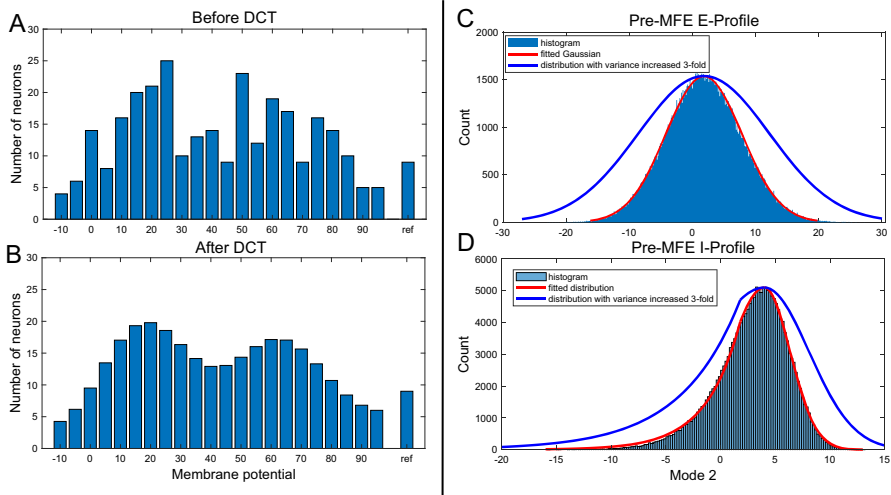 A
Before DCT
Number of neurons
30
25
20
15
10
5
0
-10 0 10 20 30 40 50 60 70 80 90 ref
B
After DCT
Number of neurons
30
25
20
15
10
5
0
-10 0 10 20 30 40 50 60 70 80 90 ref
Membrane potential
C
Pre-MFE E-Profile
Count
2000
1500
1000
500
0
histogram
fitted Gaussian
distribution with variance increased 3-fold
-30 -20 -10 0 10 20 30
D
Pre-MFE I-Profile
Count
6000
5000
4000
3000
2000
1000
0
histogram
fitted distribution
distribution with variance increased 3-fold
-20 -15 -10 -5 0 5 10 15
Mode 2